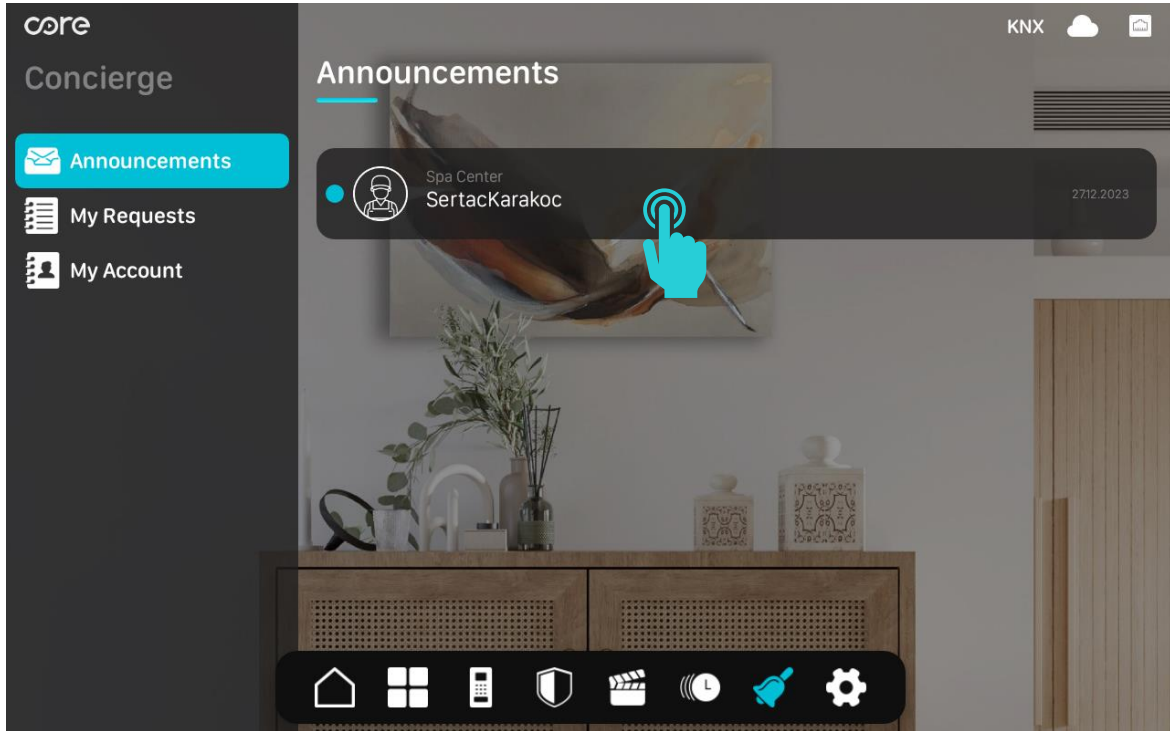 core
KNX
Concierge
Announcements
Announcements
My Requests
My Account
Spa Center
SertacKarakoc
27.12.2023